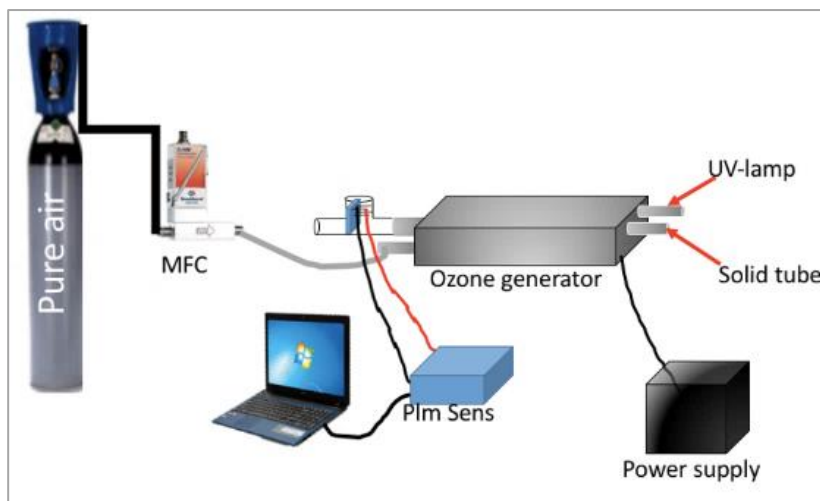 Pure air
MFC
UV-lamp
Solid tube
Ozone generator
Plm Sens
Power supply